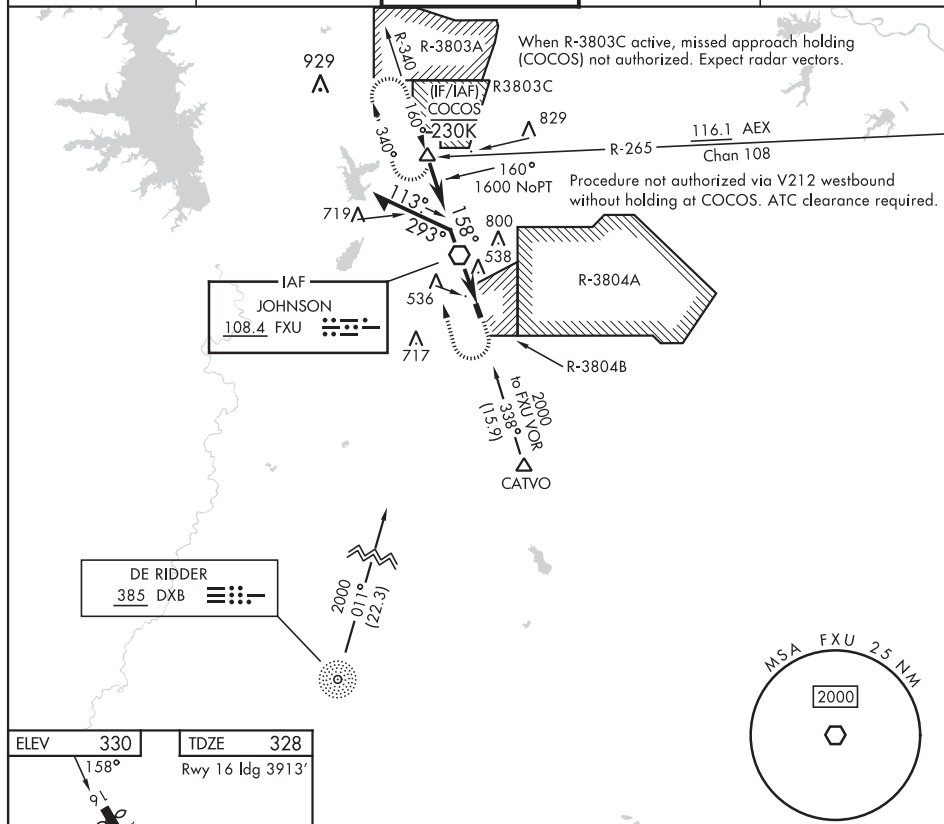 R-340
R-3803A
When R-3803C active, missed approach holding
(COCOS) not authorized. Expect radar vectors.
929
R3803C
(IF/IAF)
COCOS
230K
160°
340°
829
116.1 AEX
R-265
Chan 108
160°
1600 NoPT
Procedure not authorized via V212 westbound
without holding at COCOS. ATC clearance required.
113°
293°
158°
719
800
538
R-3804A
IAF
JOHNSON
108.4 FXU
536
717
R-3804B
2000
to FXU VOR
338°
(15.9)
CATVO
DE RIDDER
385 DXB
2000
011°
(22.3)
MSA FXU 25 NM
2000
ELEV 330
TDZE 328
158°
Rwy 16 ldg 3913'
16